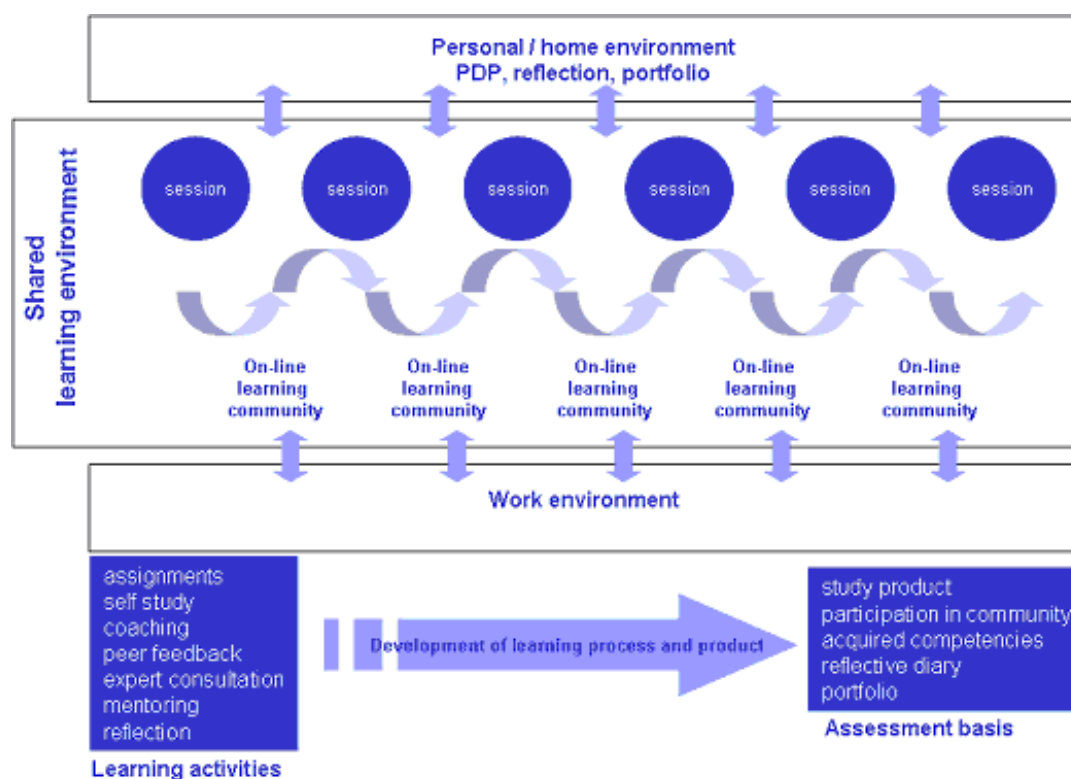 Personal / home environment
PDP, reflection, portfolio
Shared
learning environment
session
session
session
session
session
session
On-line
learning
community
On-line
learning
community
On-line
learning
community
On-line
learning
community
On-line
learning
community
Work environment
assignments
self study
coaching
peer feedback
expert consultation
mentoring
reflection
Learning activities
Development of learning process and product
study product
participation in community
acquired competencies
reflective diary
portfolio
Assessment basis